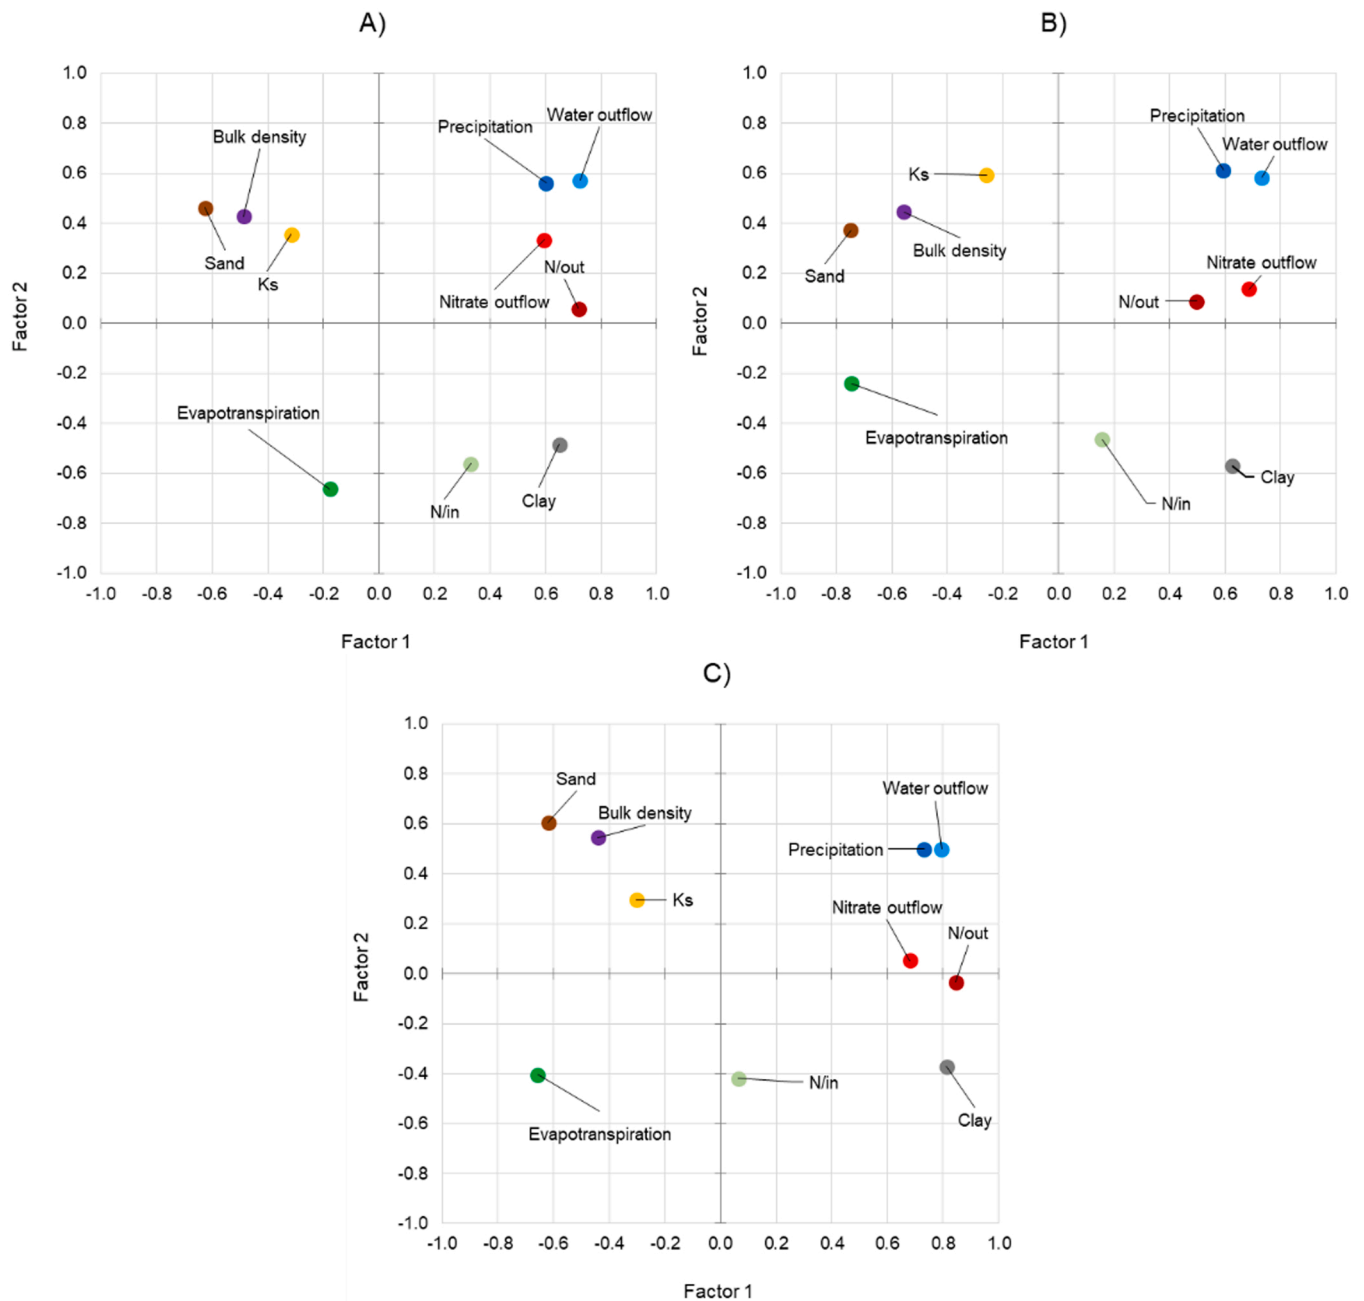 A)
1.0
0.8
0.6
0.4
0.2
0.0
-0.2
-0.4
-0.6
-0.8
-1.0
Factor 2
Water outflow
Precipitation
Bulk density
Sand
Ks
N/out
Nitrate outflow
Evapotranspiration
N/in
Clay
-1.0 -0.8 -0.6 -0.4 -0.2 0.0 0.2 0.4 0.6 0.8 1.0
Factor 1
B)
1.0
0.8
0.6
0.4
0.2
0.0
-0.2
-0.4
-0.6
-0.8
-1.0
Factor 2
Precipitation
Water outflow
Ks
Bulk density
Sand
Nitrate outflow
N/out
Evapotranspiration
Clay
N/in
-1.0 -0.8 -0.6 -0.4 -0.2 0.0 0.2 0.4 0.6 0.8 1.0
Factor 1
C)
1.0
0.8
0.6
0.4
0.2
0.0
-0.2
-0.4
-0.6
-0.8
-1.0
Factor 2
Sand
Water outflow
Bulk density
Precipitation
Ks
Nitrate outflow
N/out
N/in
Clay
Evapotranspiration
-1.0 -0.8 -0.6 -0.4 -0.2 0.0 0.2 0.4 0.6 0.8 1.0
Factor 1